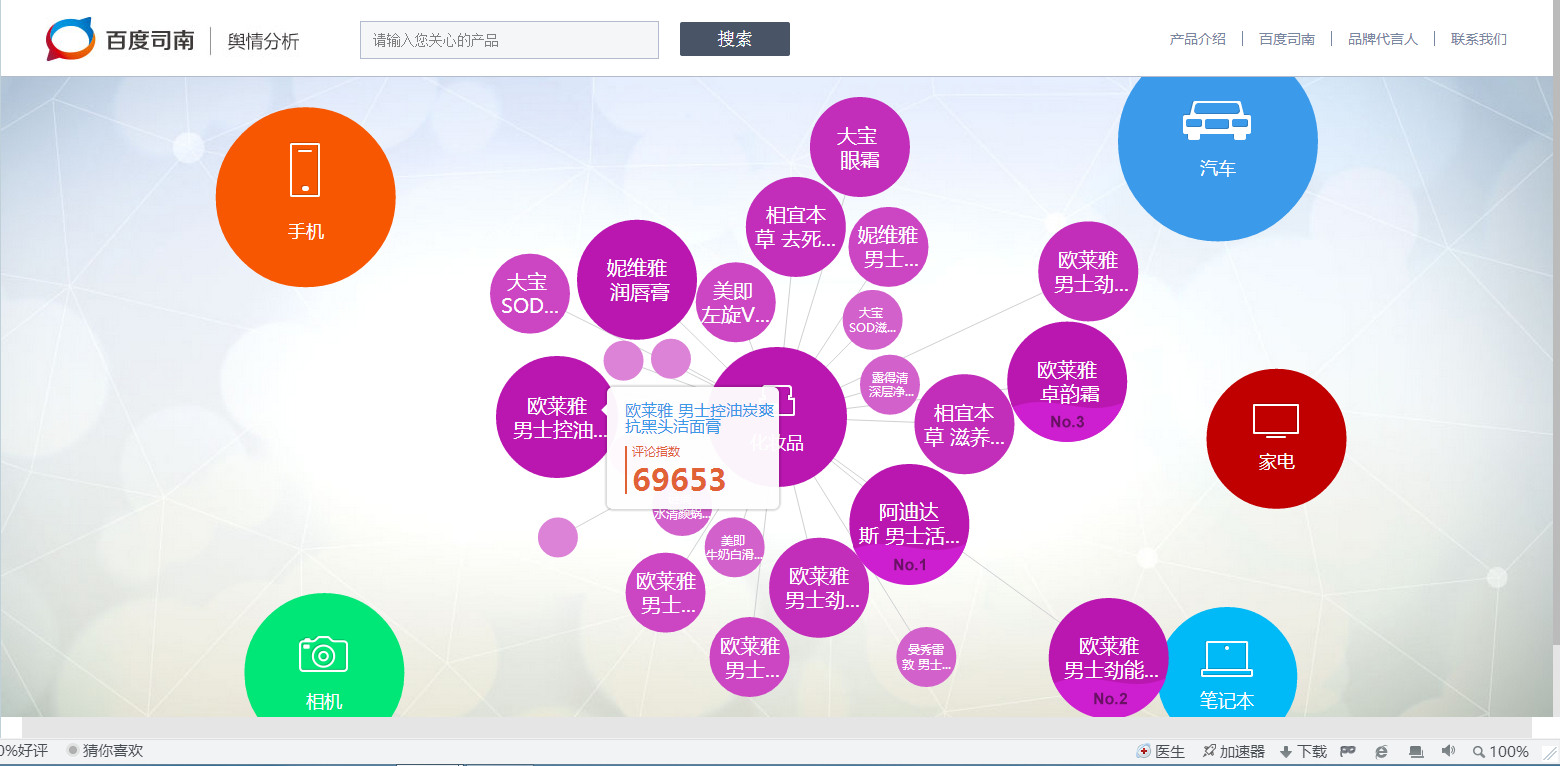 百度司南 舆情分析 请输入您关心的产品 搜索 产品介绍 百度司南 品牌代言人 联系我们
手机
汽车
大宝
眼霜
相宜本
草 去死...
妮维雅
男士...
妮维雅
润唇膏
大宝
SOD...
美即
左旋V...
欧莱雅
男士劲...
大宝
SOD滋...
露得清
深层净...
欧莱雅
卓韵霜
No.3
欧莱雅
男士控油...
欧莱雅 男士控油炭爽
抗黑头洁面膏
评论指数
69653
化妆品
相宜本
草 滋养...
家电
水清颜蜗...
阿迪达
斯 男士活...
No.1
美即
牛奶白滑...
欧莱雅
男士...
欧莱雅
男士劲...
欧莱雅
男士...
曼秀雷
敦 男士...
欧莱雅
男士劲能...
No.2
相机
笔记本
0%好评 猜你喜欢 医生 加速器 下载 100%